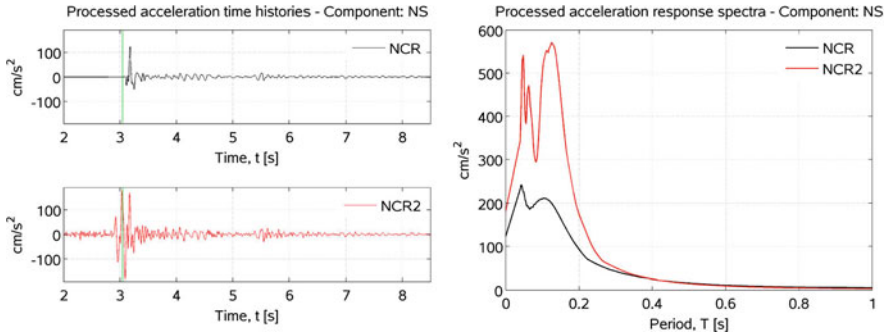 Processed acceleration time histories - Component: NS
cm/s²
100
0
-100
NCR
2 3 4 5 6 7 8
Time, t [s]
cm/s²
100
0
-100
NCR2
2 3 4 5 6 7 8
Time, t [s]
Processed acceleration response spectra - Component: NS
cm/s²
600
500
400
300
200
100
0
NCR
NCR2
0 0.2 0.4 0.6 0.8 1
Period, T [s]